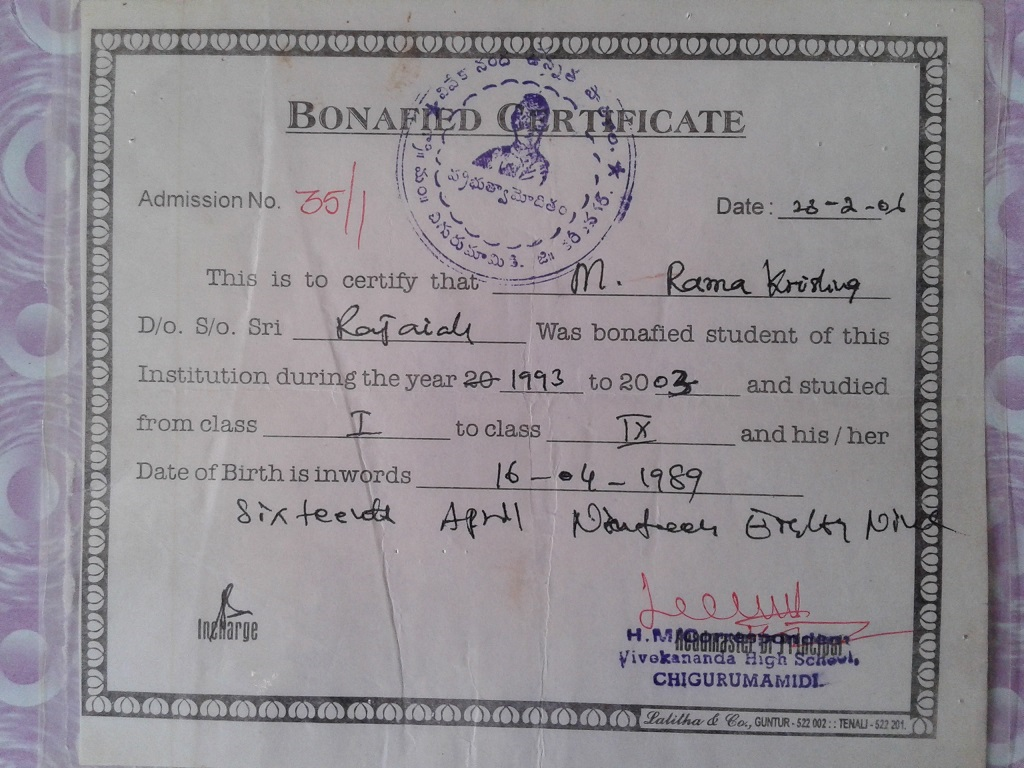 BONAFIED CERTIFICATE
ప్రభుత్వామోదితం
Admission No. 35/1
Date : 28-2-06
This is to certify that M. Rama Krishna
D/o. S/o. Sri Rajaiah Was bonafied student of this
Institution during the year 20 1993 to 2003 and studied
from class I to class IX and his / her
Date of Birth is inwords 16-04-1989
Sixteenth April Nineteen Eighty Nine
Incharge
Headmaster or Principal
Vivekananda High School,
CHIGURUMAMIDI.
Lalitha & Co., GUNTUR - 522 002 : : TENALI - 522 201.